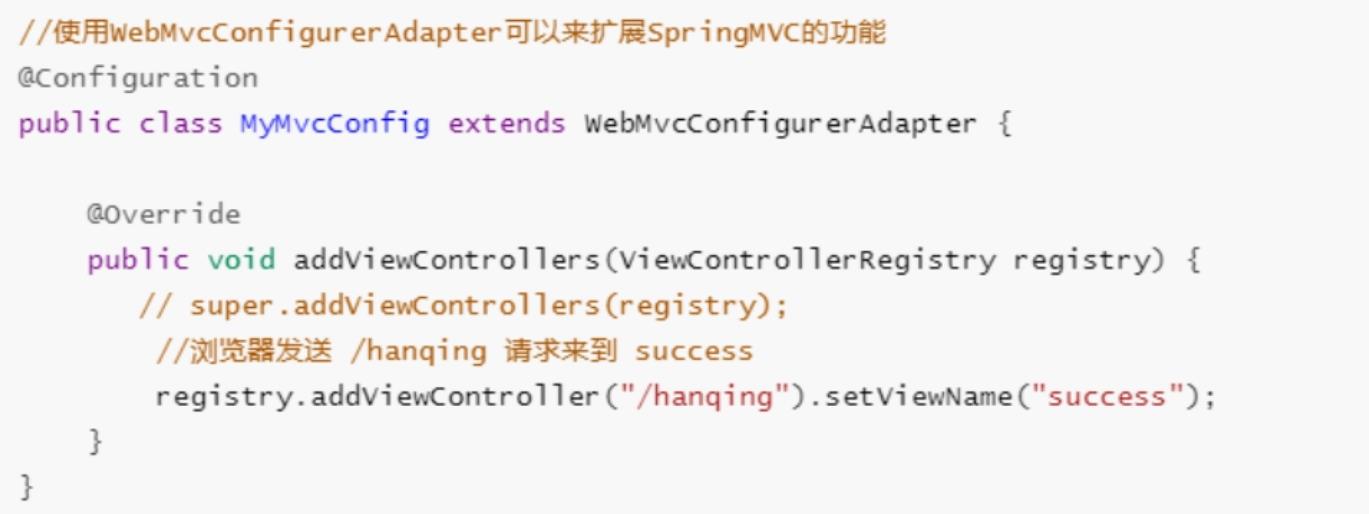 //使用WebMvcConfigurerAdapter可以来扩展SpringMVC的功能
@Configuration
public class MyMvcConfig extends WebMvcConfigurerAdapter {
@Override
public void addViewControllers(ViewControllerRegistry registry) {
// super.addViewControllers(registry);
//浏览器发送 /hanqing 请求来到 success
registry.addViewController("/hanqing").setViewName("success");
}
}